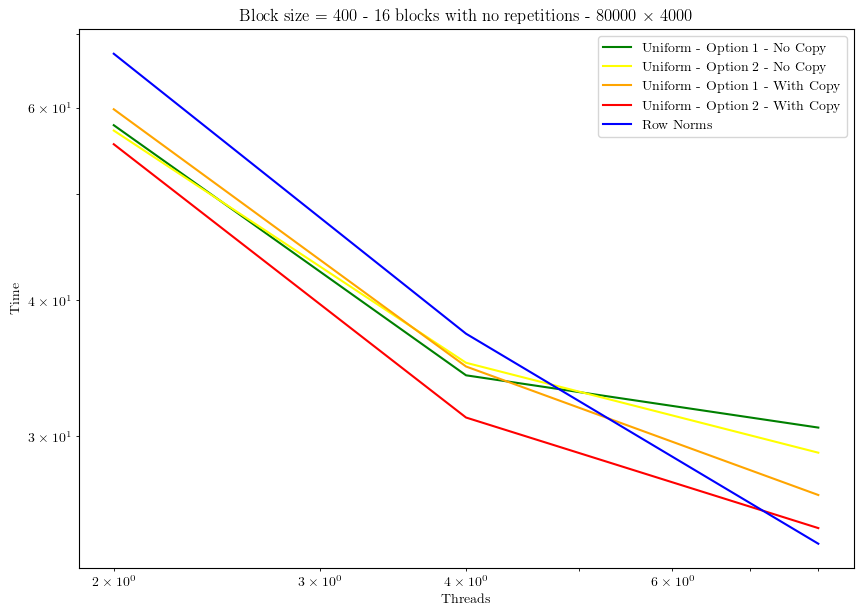 Block size = 400 - 16 blocks with no repetitions - 80000 × 4000
Uniform - Option 1 - No Copy
Uniform - Option 2 - No Copy
Uniform - Option 1 - With Copy
Uniform - Option 2 - With Copy
Row Norms
6 × 10⁰
4 × 10¹
3 × 10¹
Time
2 × 10⁰
3 × 10⁰
4 × 10⁰
6 × 10⁰
Threads